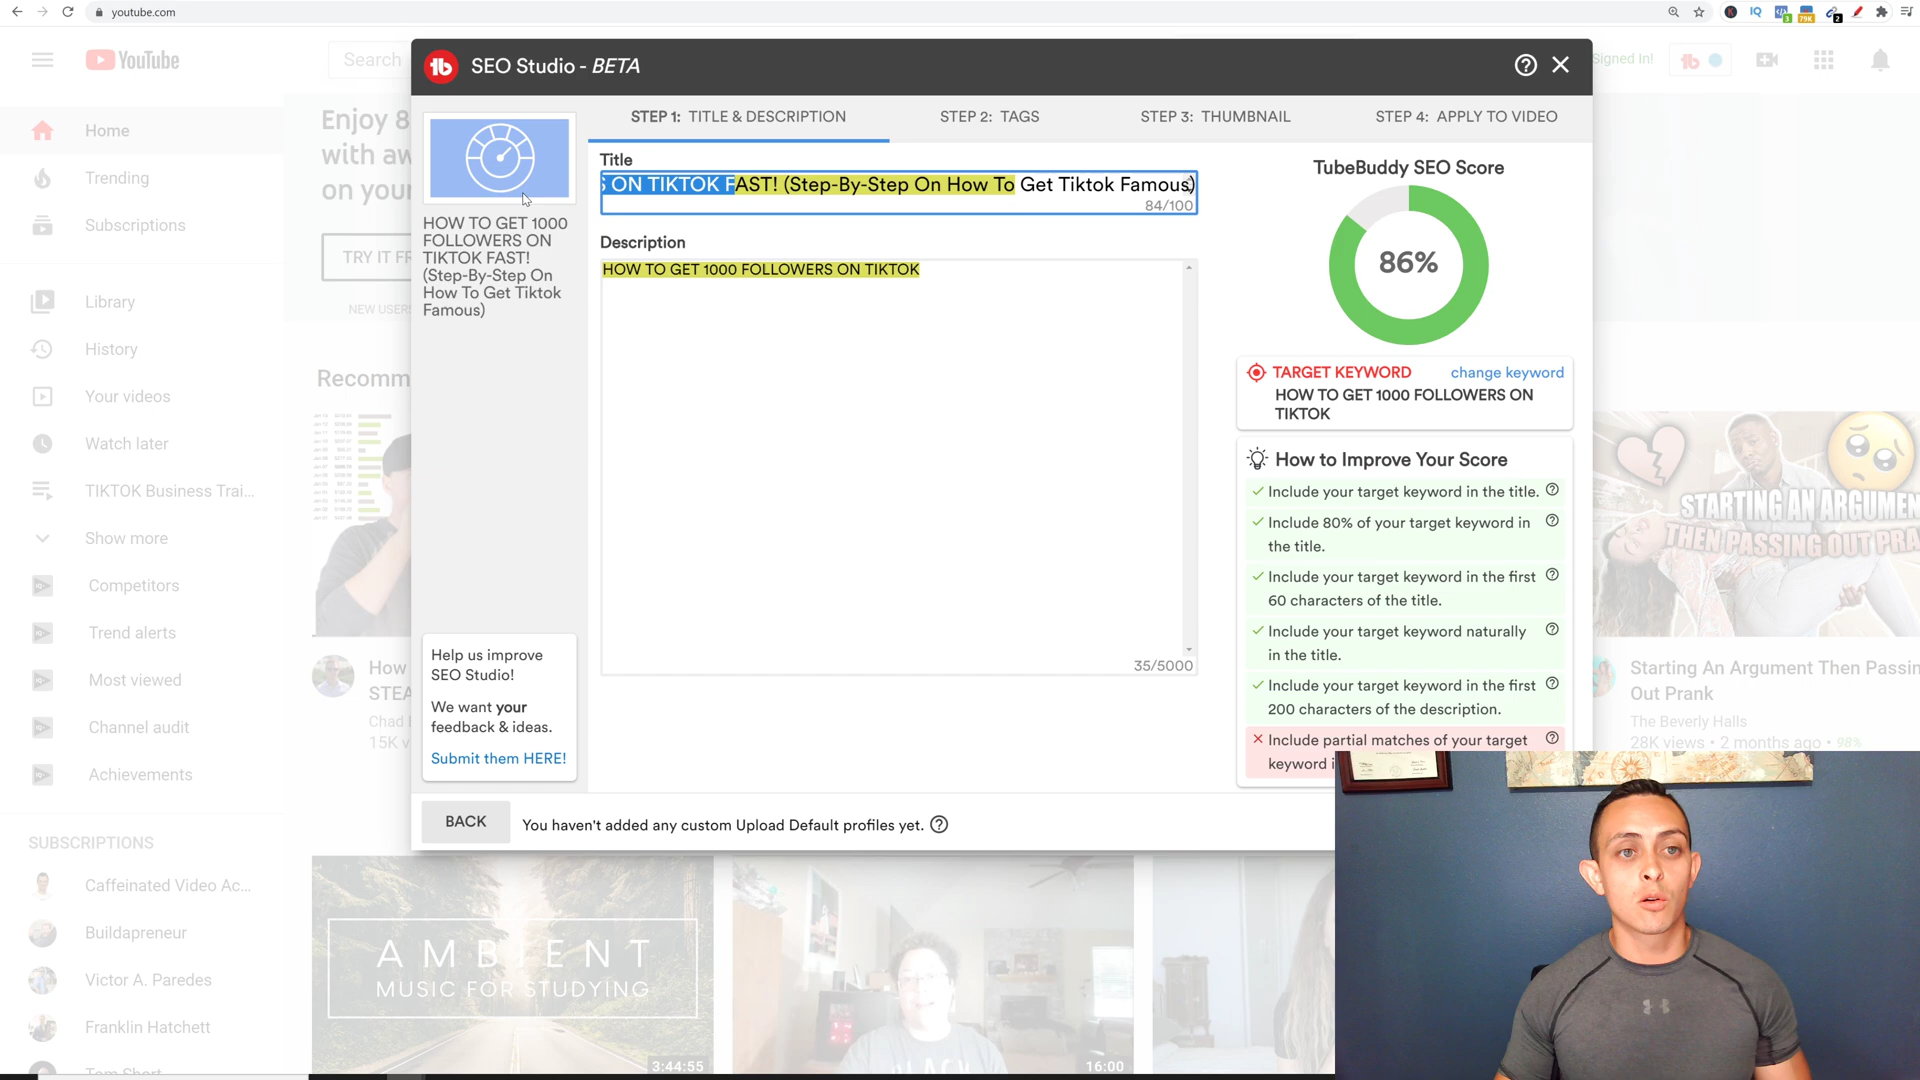 youtube.com
IQ
3
79K
2
YouTube
Search
SEO Studio - BETA
Signed In!
Home
Trending
Subscriptions
Library
History
Your videos
Watch later
TIKTOK Business Trai...
Show more
Competitors
Trend alerts
Most viewed
Channel audit
Achievements
SUBSCRIPTIONS
Caffeinated Video Ac...
Buildapreneur
Victor A. Paredes
Franklin Hatchett
Enjoy 8
on your
TRY IT FR
NEW USERS
Recomm
STEP 1: TITLE & DESCRIPTION
STEP 2: TAGS
STEP 3: THUMBNAIL
STEP 4: APPLY TO VIDEO
HOW TO GET 1000
FOLLOWERS ON
TIKTOK FAST!
(Step-By-Step On
How To Get Tiktok
Famous)
Title
S ON TIKTOK FAST! (Step-By-Step On How To Get Tiktok Famous)
84/100
Description
HOW TO GET 1000 FOLLOWERS ON TIKTOK
35/5000
TubeBuddy SEO Score
86%
TARGET KEYWORD
change keyword
HOW TO GET 1000 FOLLOWERS ON
TIKTOK
How to Improve Your Score
Include your target keyword in the title.
Include 80% of your target keyword in
the title.
Include your target keyword in the first
60 characters of the title.
Include your target keyword naturally
in the title.
Include your target keyword in the first
200 characters of the description.
Include partial matches of your target
keyword i
Help us improve
SEO Studio!
We want your
feedback & ideas.
Submit them HERE!
BACK
You haven't added any custom Upload Default profiles yet.
How
STEA
Chad
15K v
STARTING AN ARGUMEN
THEN PASSING OUT PRA
Starting An Argument Then Passin
Out Prank
The Beverly Halls
28K views • 2 months ago • 98%
AMBIENT
MUSIC FOR STUDYING
3:44:55
16:00